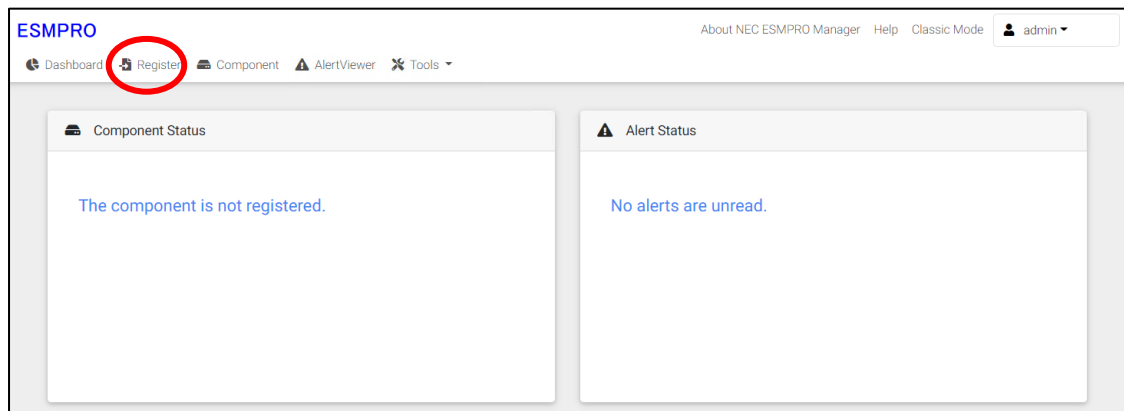 ESMPRO
About NEC ESMPRO Manager Help Classic Mode admin
Dashboard Register Component AlertViewer Tools
Component Status
Alert Status
The component is not registered.
No alerts are unread.